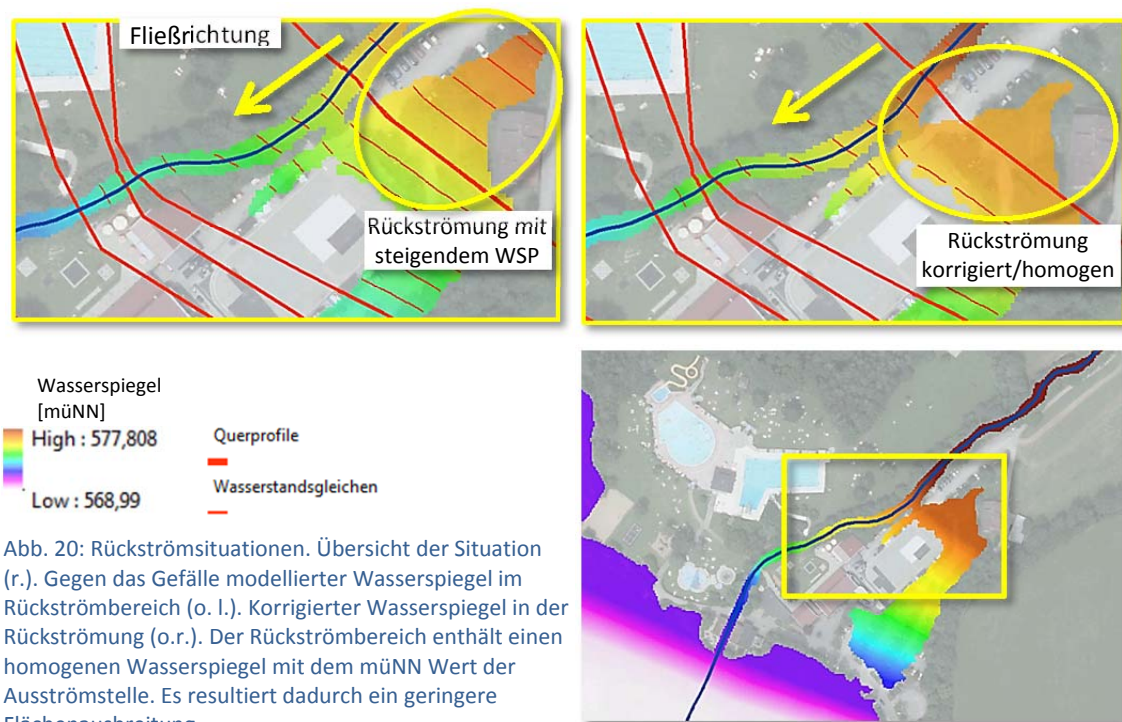 Fließrichtung
Rückströmung mit
steigendem WSP
Rückströmung
korrigiert/homogen
Wasserspiegel
[müNN]
High : 577,808
Low : 568,99
Querprofile
Wasserstandsgleichen
Abb. 20: Rückströmsituationen. Übersicht der Situation
(r.). Gegen das Gefälle modellierter Wasserspiegel im
Rückströmbereich (o. l.). Korrigierter Wasserspiegel in der
Rückströmung (o.r.). Der Rückströmbereich enthält einen
homogenen Wasserspiegel mit dem müNN Wert der
Ausströmstelle. Es resultiert dadurch ein geringere
Flächenausbreitung